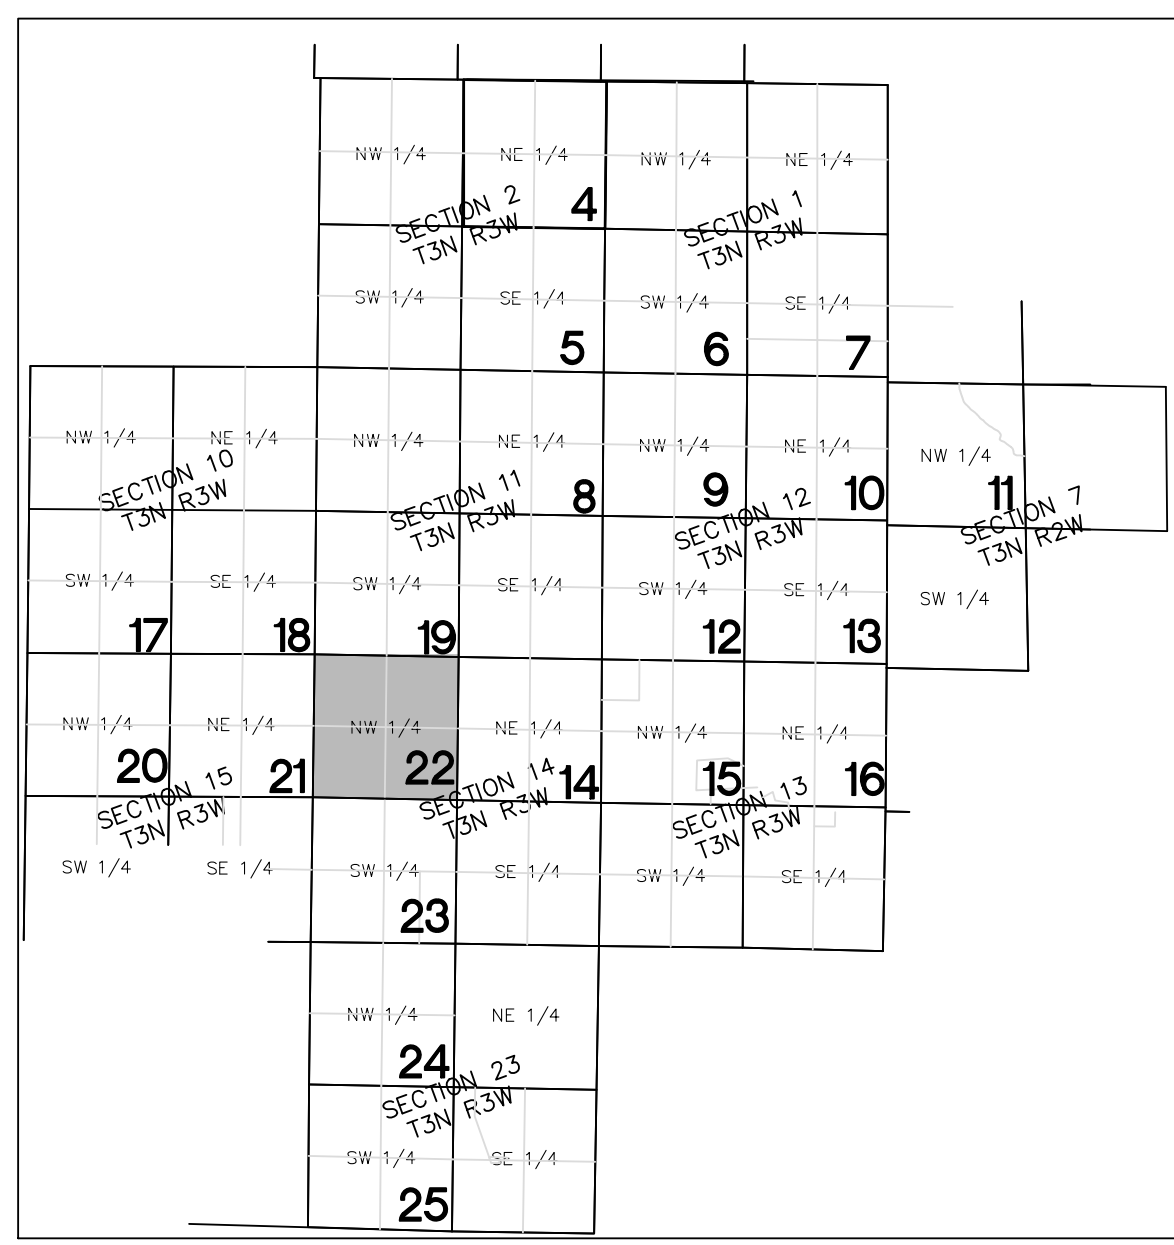 NW 1/4
NE 1/4
NW 1/4
NE 1/4
4
SECTION 2
T3N R3W
SECTION 1
T3N R3W
SW 1/4
SE 1/4
SW 1/4
SE 1/4
5
6
7
NW 1/4
NE 1/4
NW 1/4
NE 1/4
NW 1/4
NE 1/4
NW 1/4
8
9
10
11
SECTION 10
T3N R3W
SECTION 11
T3N R3W
SECTION 12
T3N R3W
SECTION 7
T3N R2W
SW 1/4
SE 1/4
SW 1/4
SE 1/4
SW 1/4
SE 1/4
SW 1/4
17
18
19
12
13
NW 1/4
NE 1/4
NW 1/4
NE 1/4
NW 1/4
NE 1/4
20
21
22
14
15
16
SECTION 15
T3N R3W
SECTION 14
T3N R3W
SECTION 13
T3N R3W
SW 1/4
SE 1/4
SW 1/4
SE 1/4
SW 1/4
SE 1/4
23
NW 1/4
NE 1/4
24
SECTION 23
T3N R3W
SW 1/4
SE 1/4
25